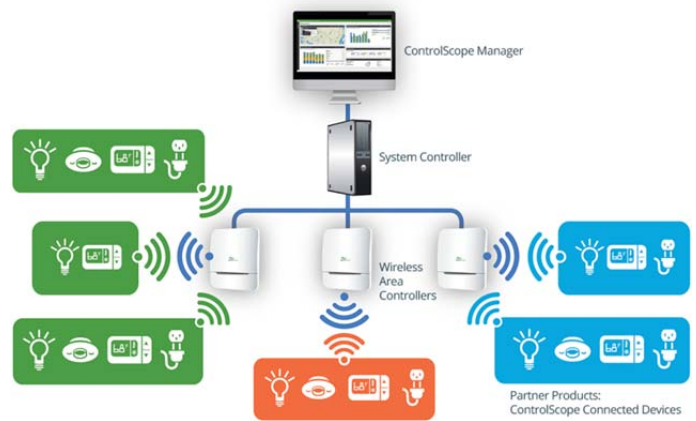 ControlScope Manager
System Controller
Wireless
Area
Controllers
Partner Products:
ControlScope Connected Devices